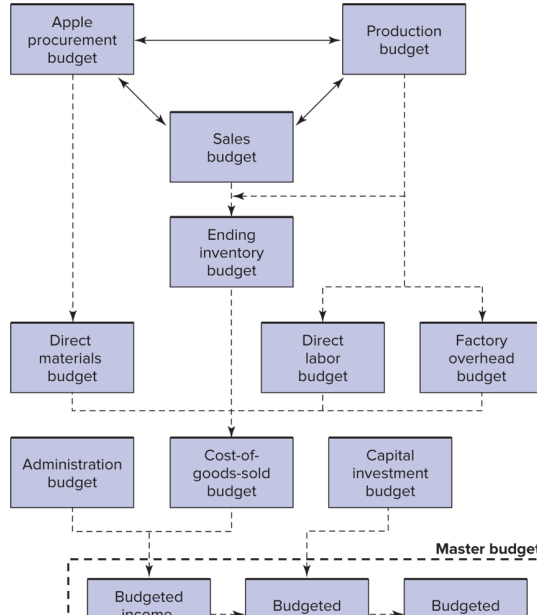 Apple
procurement
budget
Production
budget
Sales
budget
Ending
inventory
budget
Direct
materials
budget
Direct
labor
budget
Factory
overhead
budget
Administration
budget
Cost-of-
goods-sold
budget
Capital
investment
budget
Master budget
Budgeted
income
Budgeted
Budgeted